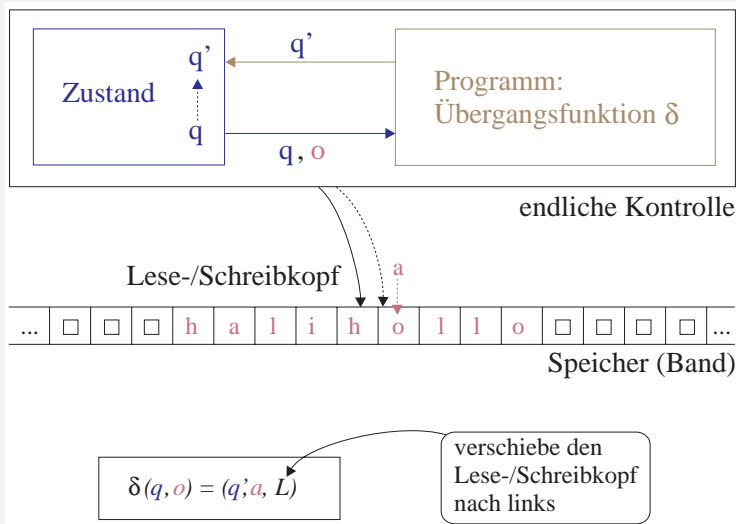 q’
q’
Zustand
Programm:
Übergangsfunktion δ
q
q , o
endliche Kontrolle
Lese-/Schreibkopf
a
... □ □ □ h a l i h o l l o □ □ □ □ ...
Speicher (Band)
verschiebe den
Lese-/Schreibkopf
nach links
δ(q,o) = (q’,a, L)